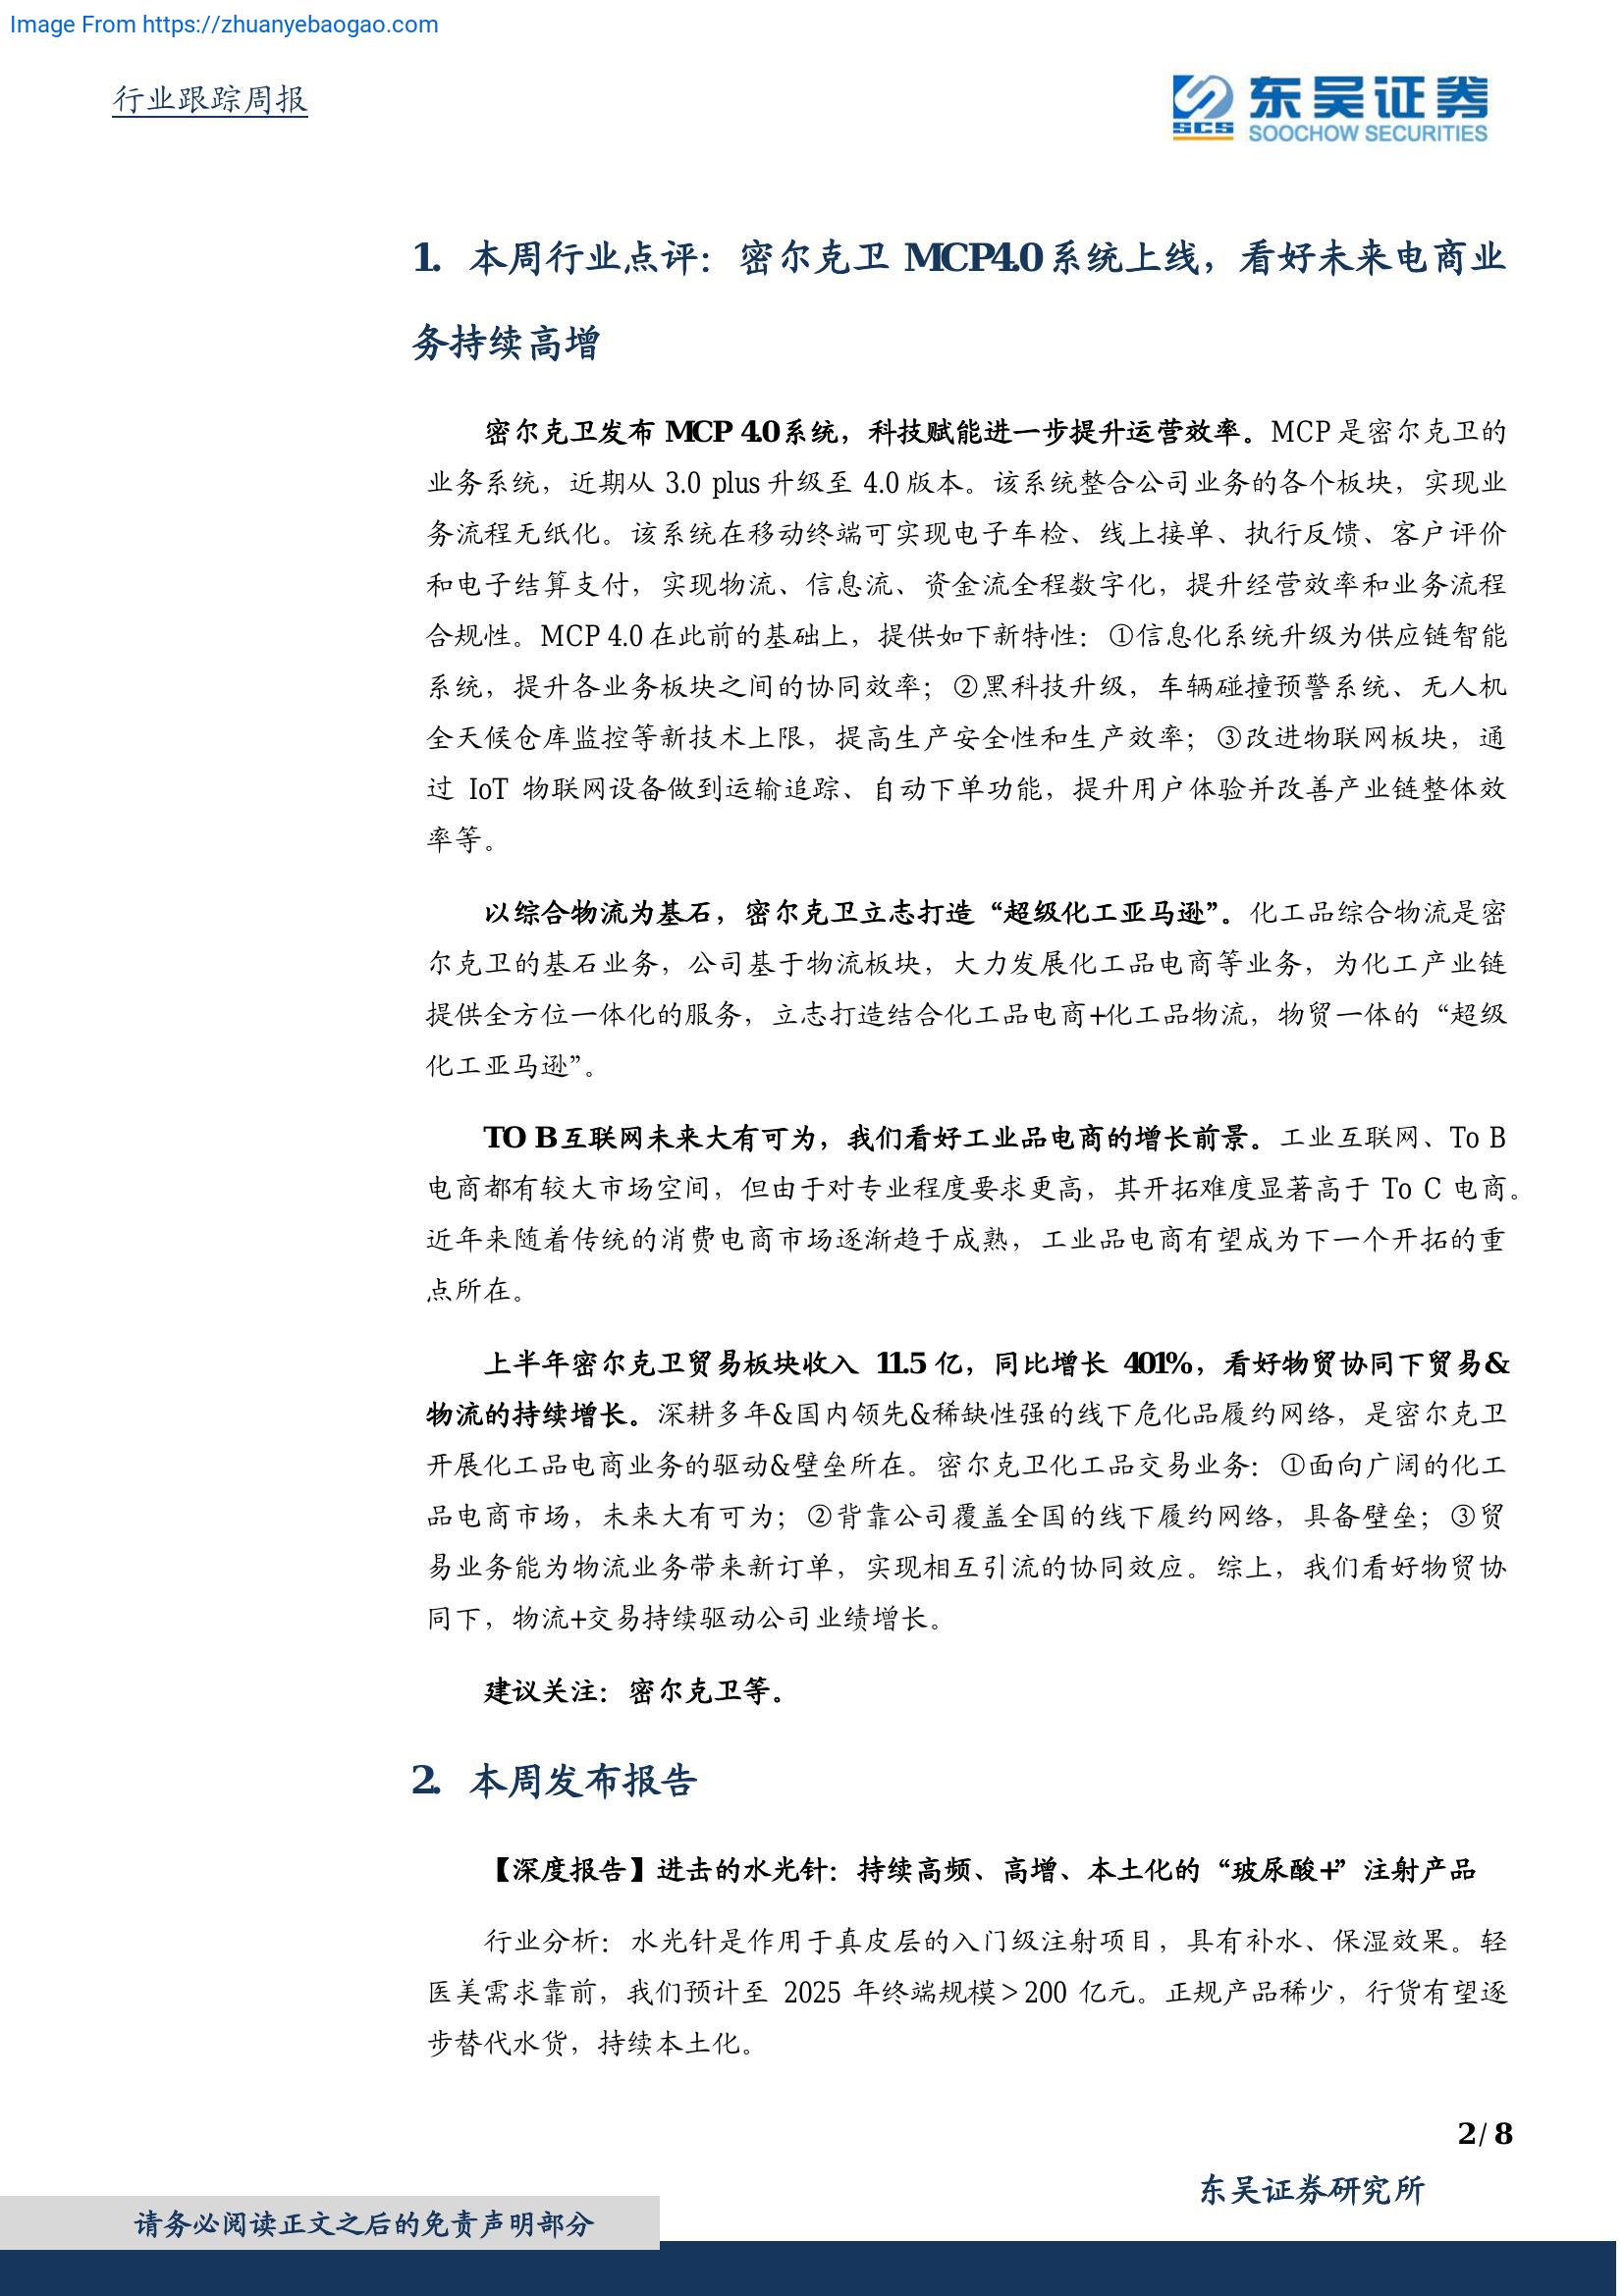 Image From https://zhuanyebaogao.com
行业跟踪周报
SCS 东吴证券
SOOCHOW SECURITIES
1. 本周行业点评：密尔克卫 MCP4.0 系统上线，看好未来电商业
务持续高增
密尔克卫发布 MCP 4.0 系统，科技赋能进一步提升运营效率。MCP 是密尔克卫的
业务系统，近期从 3.0 plus 升级至 4.0 版本。该系统整合公司业务的各个板块，实现业
务流程无纸化。该系统在移动终端可实现电子车检、线上接单、执行反馈、客户评价
和电子结算支付，实现物流、信息流、资金流全程数字化，提升经营效率和业务流程
合规性。MCP 4.0 在此前的基础上，提供如下新特性：①信息化系统升级为供应链智能
系统，提升各业务板块之间的协同效率；②黑科技升级，车辆碰撞预警系统、无人机
全天候仓库监控等新技术上限，提高生产安全性和生产效率；③改进物联网板块，通
过 IoT 物联网设备做到运输追踪、自动下单功能，提升用户体验并改善产业链整体效
率等。
以综合物流为基石，密尔克卫立志打造“超级化工亚马逊”。化工品综合物流是密
尔克卫的基石业务，公司基于物流板块，大力发展化工品电商等业务，为化工产业链
提供全方位一体化的服务，立志打造结合化工品电商+化工品物流，物贸一体的“超级
化工亚马逊”。
TO B 互联网未来大有可为，我们看好工业品电商的增长前景。工业互联网、To B
电商都有较大市场空间，但由于对专业程度要求更高，其开拓难度显著高于 To C 电商。
近年来随着传统的消费电商市场逐渐趋于成熟，工业品电商有望成为下一个开拓的重
点所在。
上半年密尔克卫贸易板块收入 11.5 亿，同比增长 401%，看好物贸协同下贸易&
物流的持续增长。深耕多年&国内领先&稀缺性强的线下危化品履约网络，是密尔克卫
开展化工品电商业务的驱动&壁垒所在。密尔克卫化工品交易业务：①面向广阔的化工
品电商市场，未来大有可为；②背靠公司覆盖全国的线下履约网络，具备壁垒；③贸
易业务能为物流业务带来新订单，实现相互引流的协同效应。综上，我们看好物贸协
同下，物流+交易持续驱动公司业绩增长。
建议关注：密尔克卫等。
2. 本周发布报告
【深度报告】进击的水光针：持续高频、高增、本土化的“玻尿酸+”注射产品
行业分析：水光针是作用于真皮层的入门级注射项目，具有补水、保湿效果。轻
医美需求靠前，我们预计至 2025 年终端规模＞200 亿元。正规产品稀少，行货有望逐
步替代水货，持续本土化。
2 / 8
东吴证券研究所
请务必阅读正文之后的免责声明部分